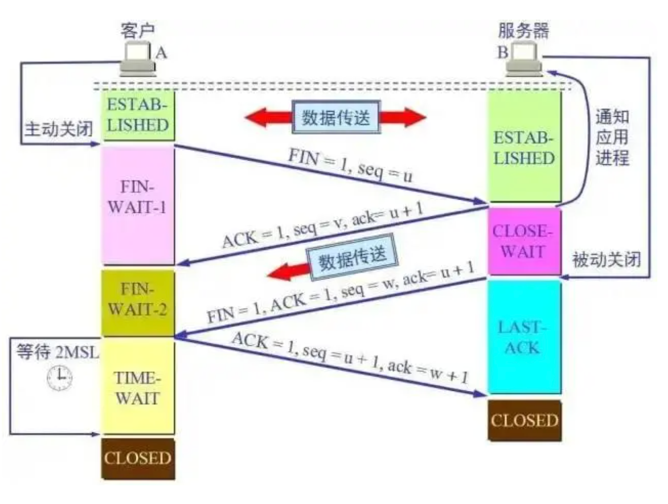 客户
A
服务器
B
ESTAB-
LISHED
主动关闭
数据传送
ESTAB-
LISHED
通知
应用
进程
FIN = 1, seq = u
FIN-
WAIT-1
ACK = 1, seq = v, ack= u + 1
CLOSE-
WAIT
数据传送
被动关闭
FIN-
WAIT-2
FIN = 1, ACK = 1, seq = w, ack= u + 1
LAST-
ACK
等待 2MSL
ACK = 1, seq = u + 1, ack = w + 1
TIME-
WAIT
CLOSED
CLOSED